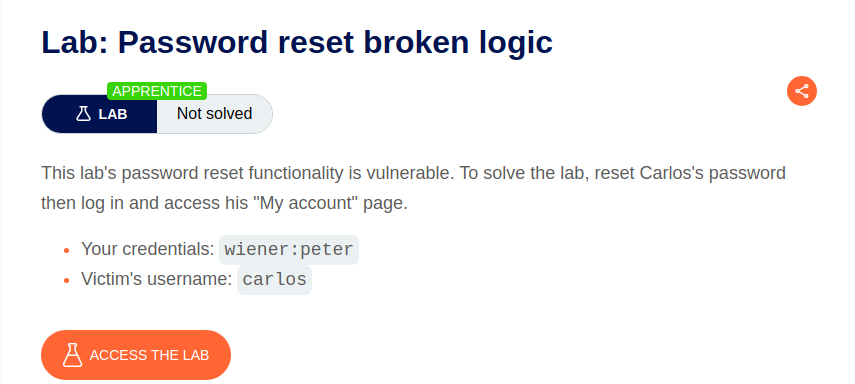 Lab: Password reset broken logic
APPRENTICE
LAB Not solved
This lab's password reset functionality is vulnerable. To solve the lab, reset Carlos's password
then log in and access his "My account" page.
Your credentials: wiener:peter
Victim's username: carlos
ACCESS THE LAB